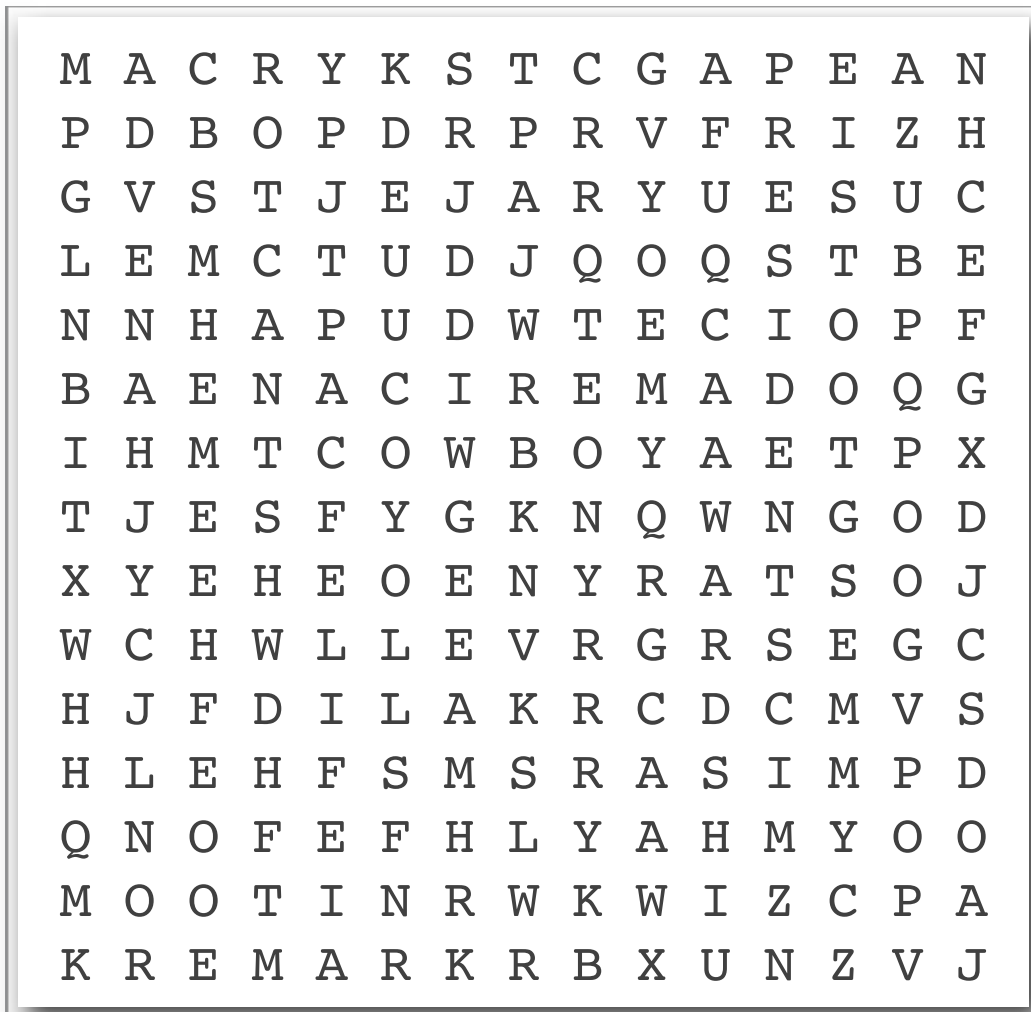 M A C R Y K S T C G A P E A N
P D B O P D R P R V F R I Z H
G V S T J E J A R Y U E S U C
L E M C T U D J Q O Q S T B E
N N H A P U D W T E C I O P F
B A E N A C I R E M A D O Q G
I H M T C O W B O Y A E T P X
T J E S F Y G K N Q W N G O D
X Y E H E O E N Y R A T S O J
W C H W L L E V R G R S E G C
H J F D I L A K R C D C M V S
H L E H F S M S R A S I M P D
Q N O F E F H L Y A H M Y O O
M O O T I N R W K W I Z C P A
K R E M A R K R B X U N Z V J